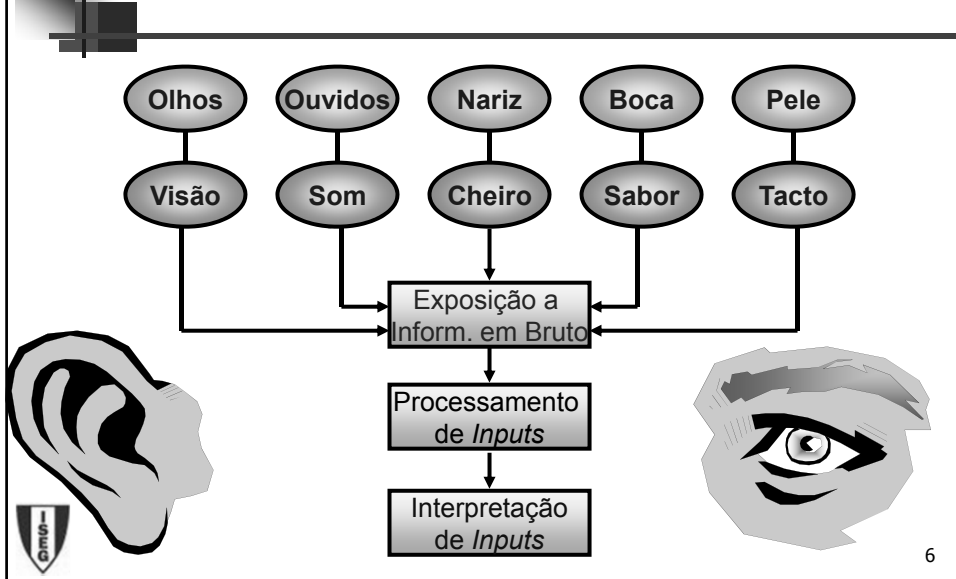 Olhos Ouvidos Nariz Boca Pele
Visão Som Cheiro Sabor Tacto
Exposição a
Inform. em Bruto
Processamento
de Inputs
Interpretação
de Inputs
ISEG
6